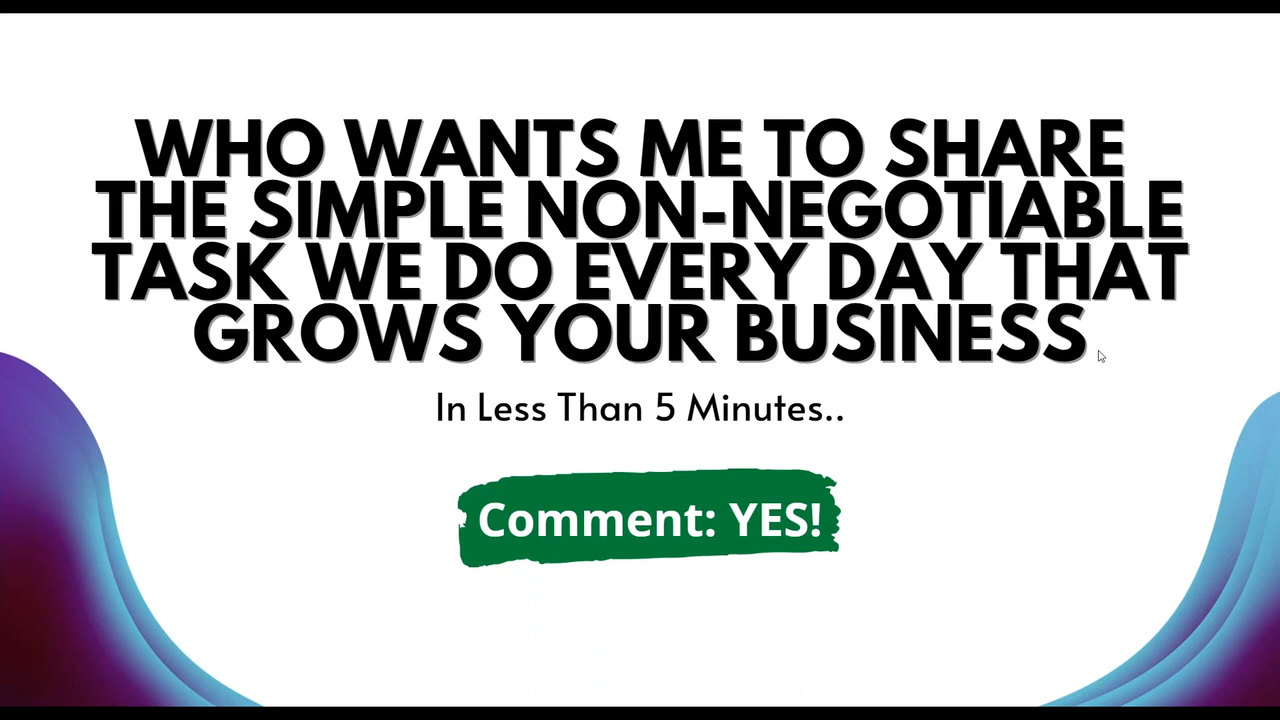 WHO WANTS ME TO SHARE
THE SIMPLE NON-NEGOTIABLE
TASK WE DO EVERY DAY THAT
GROWS YOUR BUSINESS
In Less Than 5 Minutes..
Comment: YES!